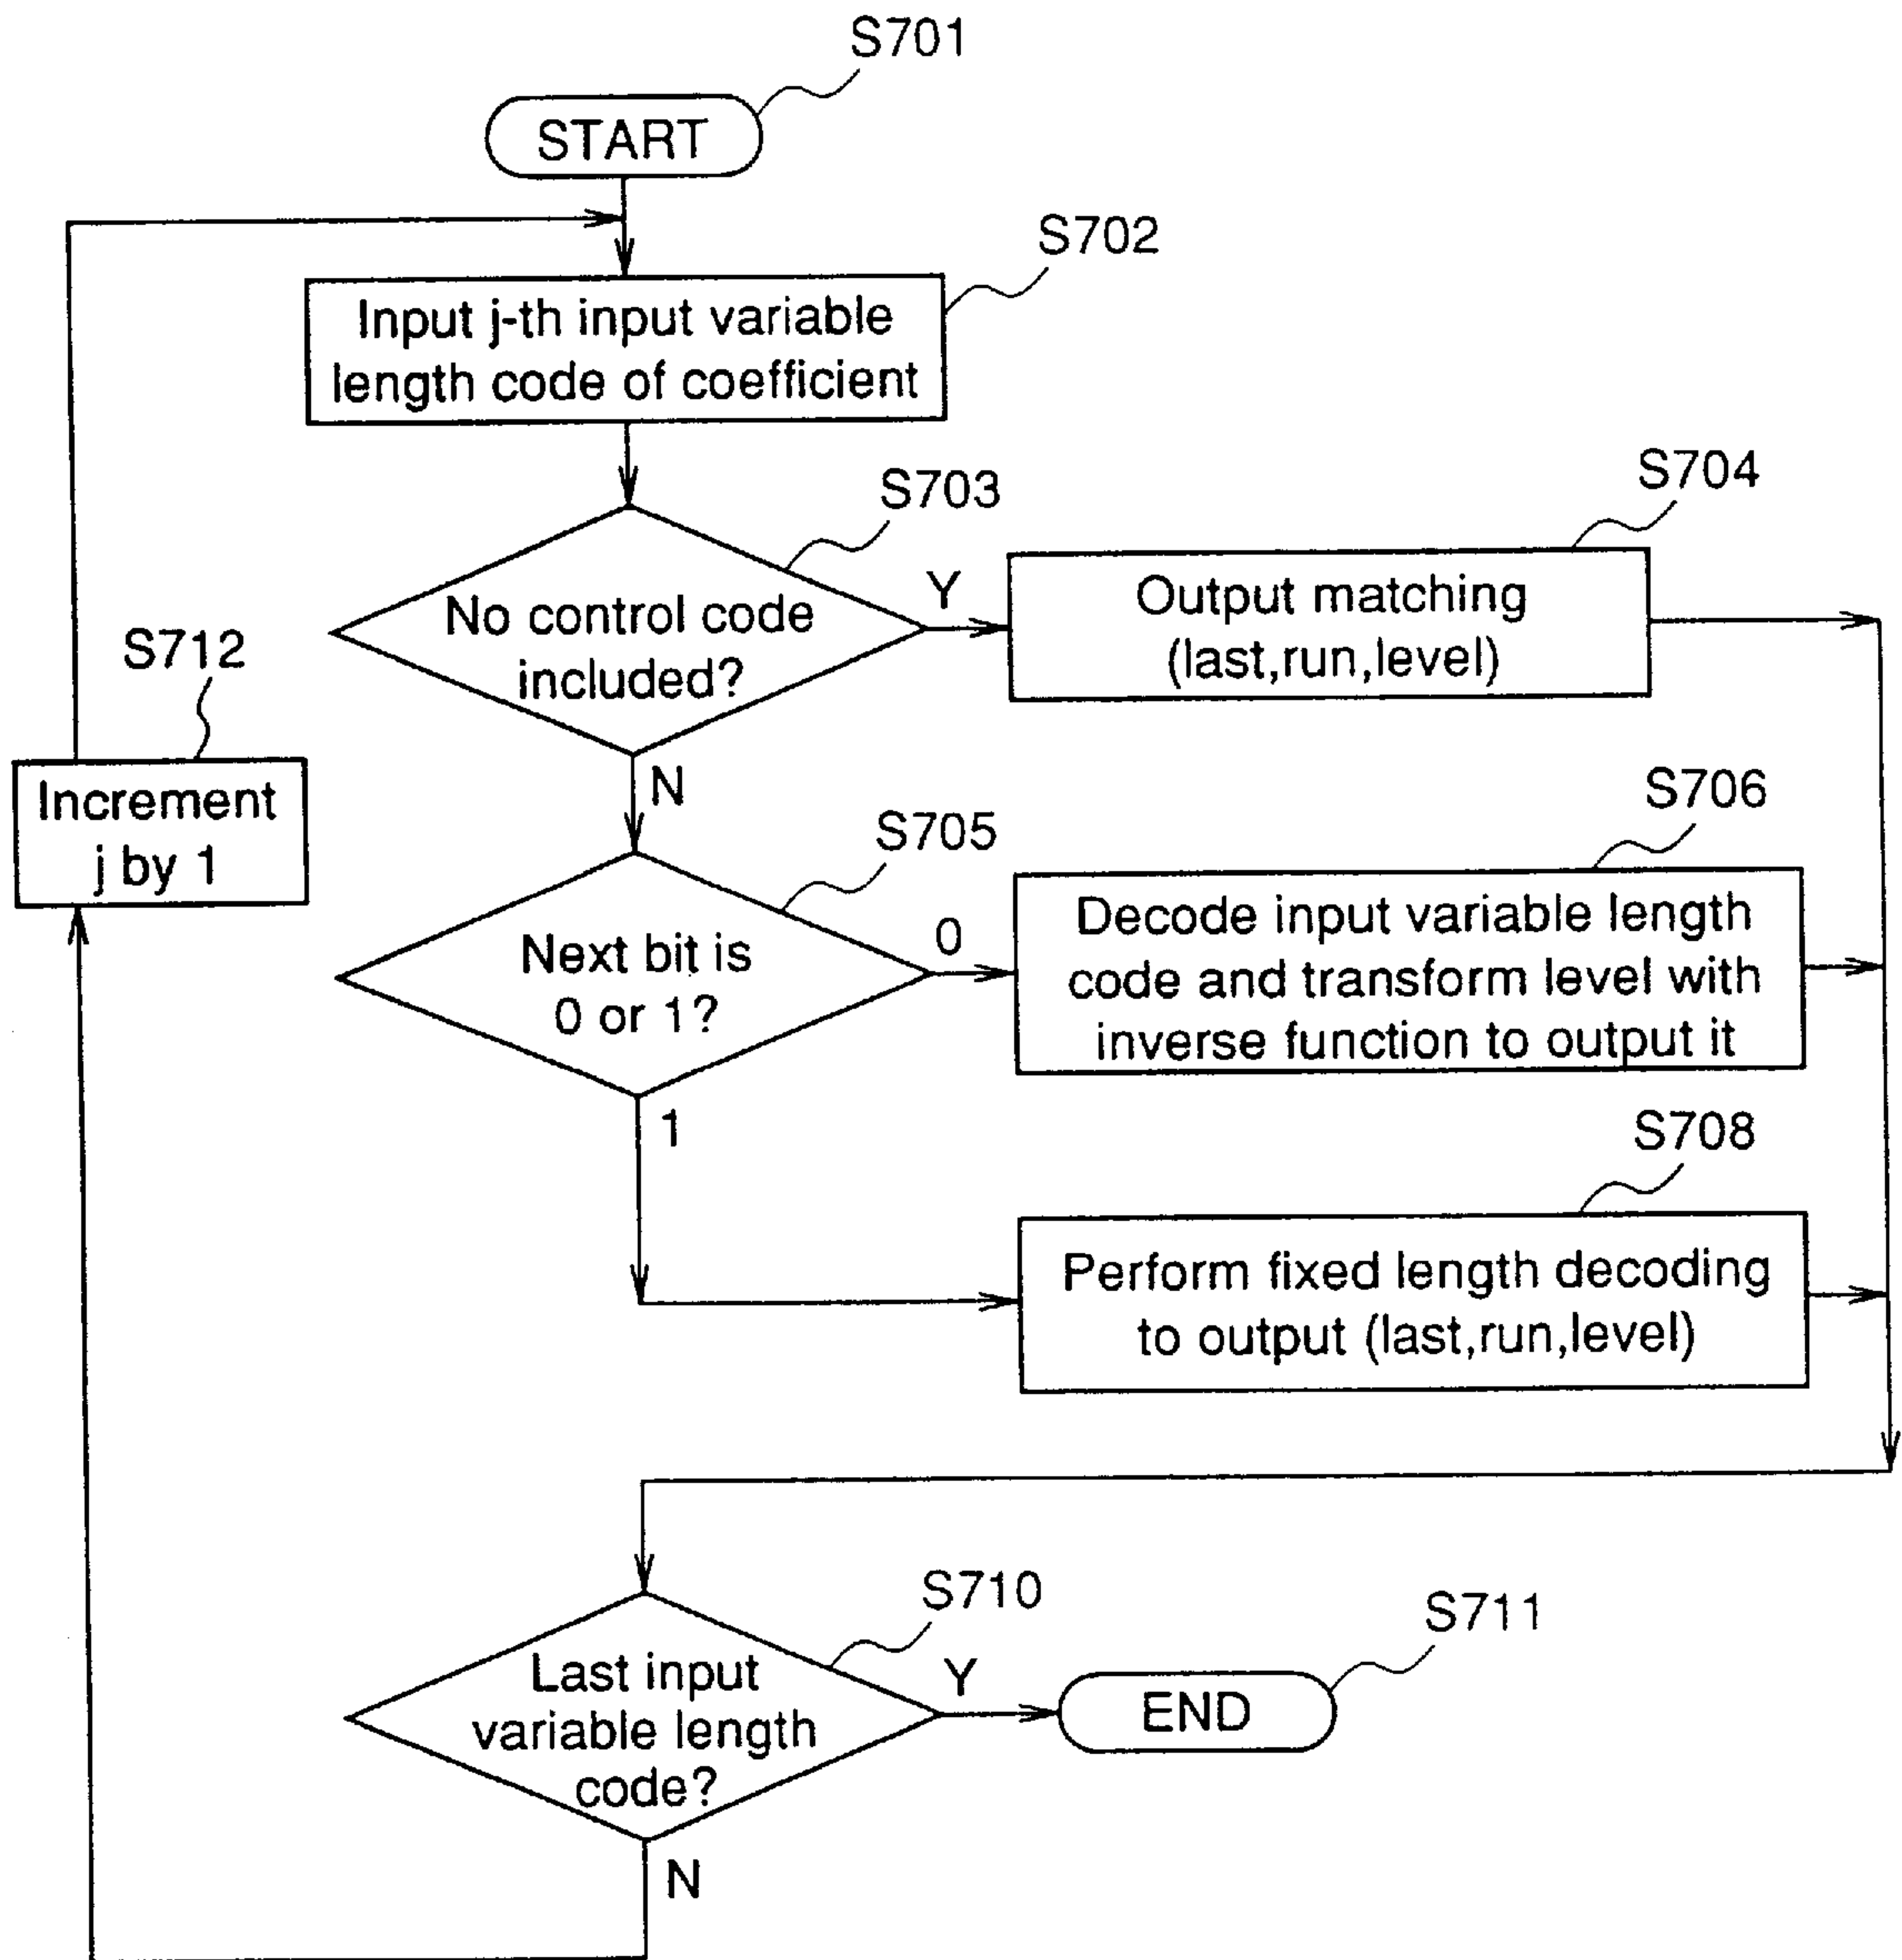 S701
START
S702
Input j-th input variable
length code of coefficient
S703
No control code
included?
Y
S704
Output matching
(last,run,level)
S712
Increment
j by 1
N
S705
Next bit is
0 or 1?
0
S706
Decode input variable length
code and transform level with
inverse function to output it
1
S708
Perform fixed length decoding
to output (last,run,level)
S710
Last input
variable length
code?
Y
S711
END
N